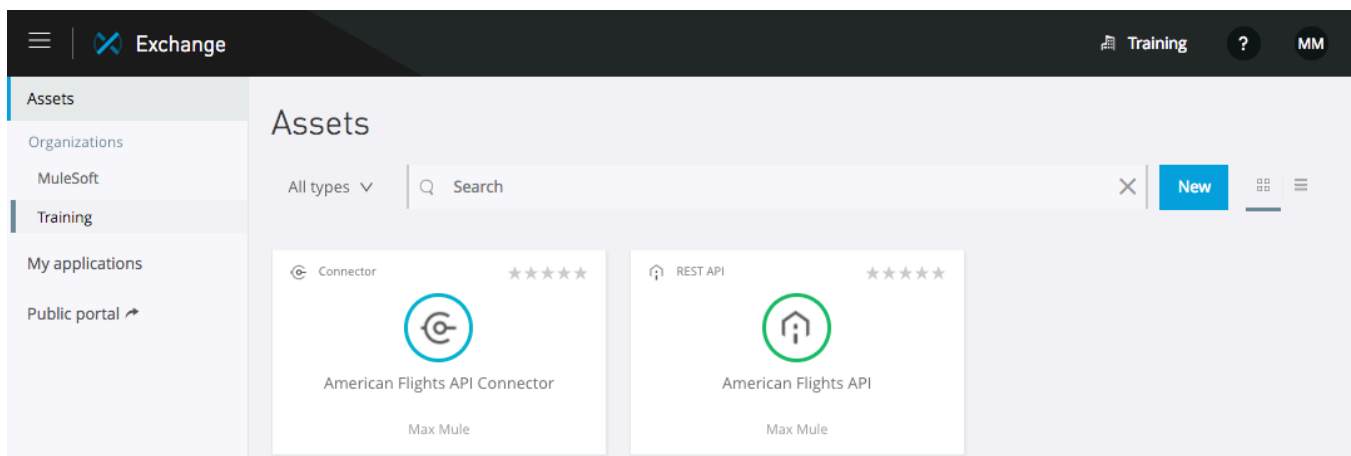 Exchange
Training
?
MM
Assets
Organizations
MuleSoft
Training
My applications
Public portal
Assets
All types
Search
New
Connector
American Flights API Connector
Max Mule
REST API
American Flights API
Max Mule